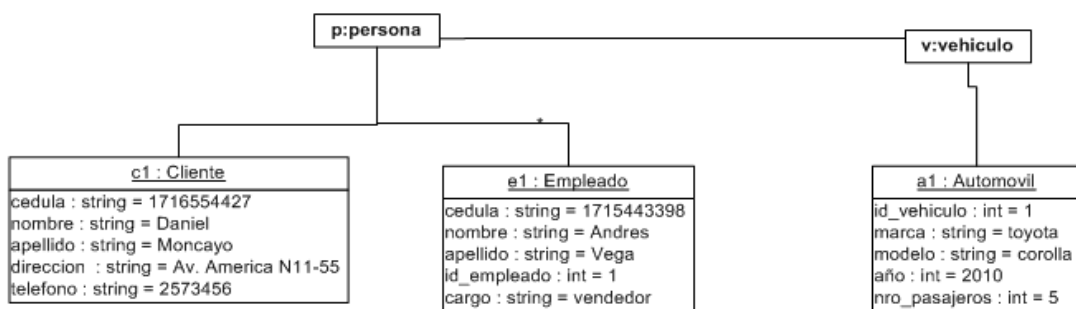 p:persona
v:vehiculo
*
c1 : Cliente
cedula : string = 1716554427
nombre : string = Daniel
apellido : string = Moncayo
direccion : string = Av. America N11-55
telefono : string = 2573456
e1 : Empleado
cedula : string = 1715443398
nombre : string = Andres
apellido : string = Vega
id_empleado : int = 1
cargo : string = vendedor
a1 : Automovil
id_vehiculo : int = 1
marca : string = toyota
modelo : string = corolla
año : int = 2010
nro_pasajeros : int = 5